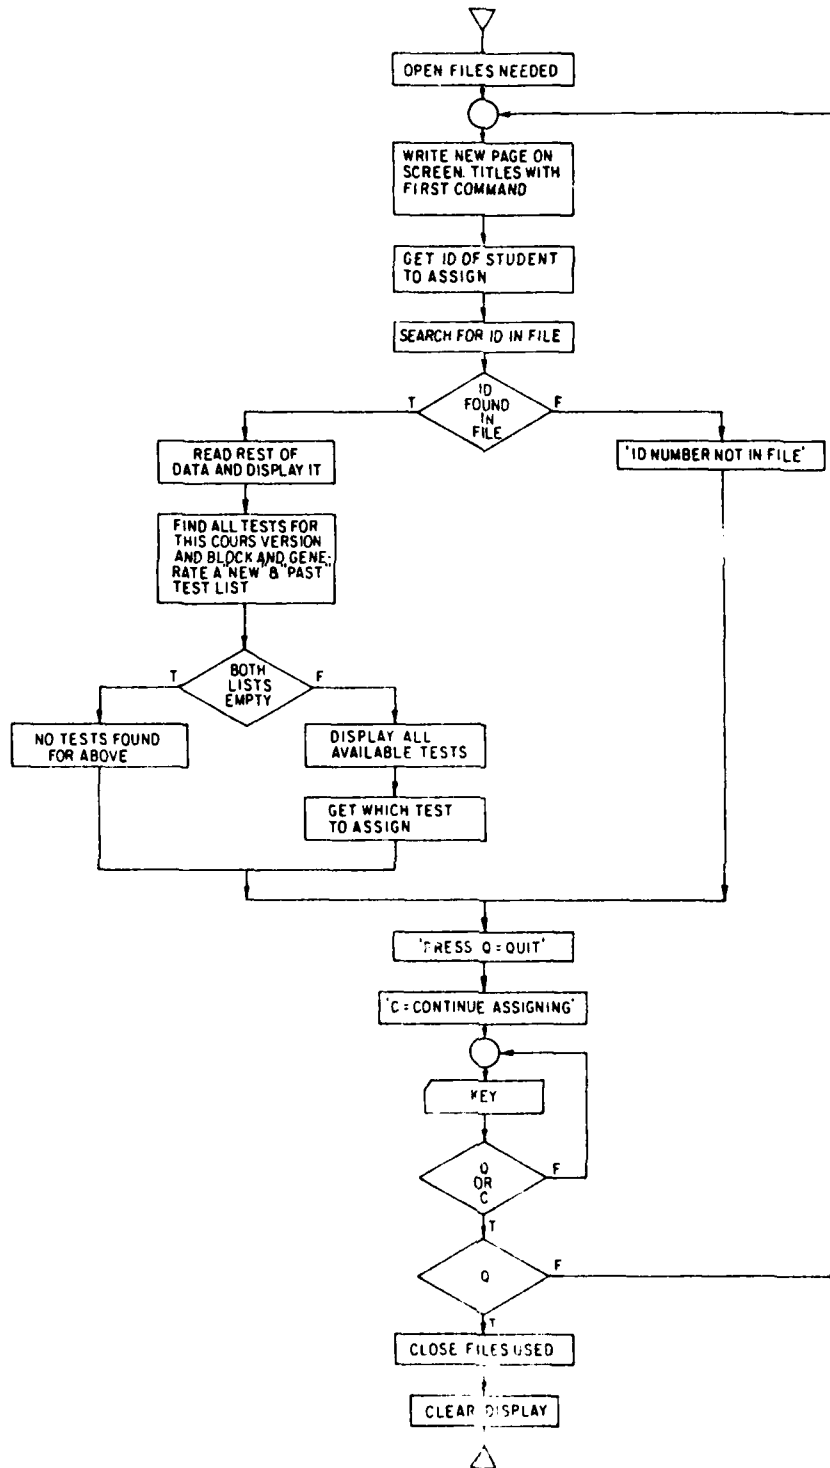 OPEN FILES NEEDED
WRITE NEW PAGE ON
SCREEN. TITLES WITH
FIRST COMMAND
GET ID OF STUDENT
TO ASSIGN
SEARCH FOR ID IN FILE
ID
FOUND
IN
FILE
T
F
READ REST OF
DATA AND DISPLAY IT
'ID NUMBER NOT IN FILE'
FIND ALL TESTS FOR
THIS COURS VERSION
AND BLOCK AND GENE-
RATE A "NEW" & "PAST"
TEST LIST
BOTH
LISTS
EMPTY
T
F
NO TESTS FOUND
FOR ABOVE
DISPLAY ALL
AVAILABLE TESTS
GET WHICH TEST
TO ASSIGN
'PRESS Q = QUIT'
'C = CONTINUE ASSIGNING'
KEY
Q
OR
C
F
T
Q
F
T
CLOSE FILES USED
CLEAR DISPLAY